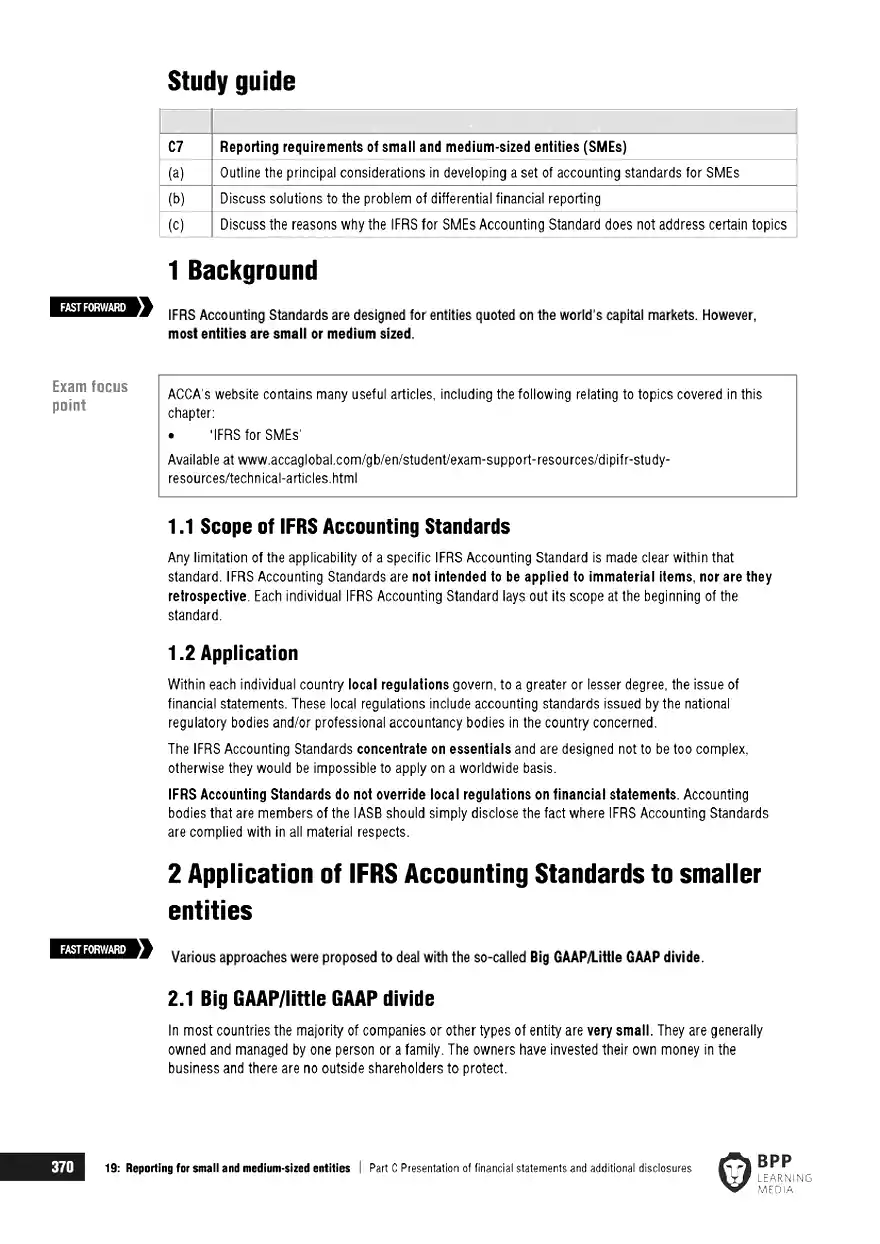 Study guide
C7 Reporting requirements of small and medium-sized entities (SMEs)
(a) Outline the principal considerations in developing a set of accounting standards for SMEs
(b) Discuss solutions to the problem of differential financial reporting
(c) Discuss the reasons why the IFRS for SMEs Accounting Standard does not address certain topics
1 Background
FAST FORWARD
IFRS Accounting Standards are designed for entities quoted on the world's capital markets. However,
most entities are small or medium sized.
Exam focus
point
ACCA's website contains many useful articles, including the following relating to topics covered in this
chapter:
• 'IFRS for SMEs'
Available at www.accaglobal.com/gb/en/student/exam-support-resources/dipifr-study-
resources/technical-articles.html
1.1 Scope of IFRS Accounting Standards
Any limitation of the applicability of a specific IFRS Accounting Standard is made clear within that
standard. IFRS Accounting Standards are not intended to be applied to immaterial items, nor are they
retrospective. Each individual IFRS Accounting Standard lays out its scope at the beginning of the
standard.
1.2 Application
Within each individual country local regulations govern, to a greater or lesser degree, the issue of
financial statements. These local regulations include accounting standards issued by the national
regulatory bodies and/or professional accountancy bodies in the country concerned.
The IFRS Accounting Standards concentrate on essentials and are designed not to be too complex,
otherwise they would be impossible to apply on a worldwide basis.
IFRS Accounting Standards do not override local regulations on financial statements. Accounting
bodies that are members of the IASB should simply disclose the fact where IFRS Accounting Standards
are complied with in all material respects.
2 Application of IFRS Accounting Standards to smaller
entities
FAST FORWARD
Various approaches were proposed to deal with the so-called Big GAAP/Little GAAP divide.
2.1 Big GAAP/little GAAP divide
In most countries the majority of companies or other types of entity are very small. They are generally
owned and managed by one person or a family. The owners have invested their own money in the
business and there are no outside shareholders to protect.
370 19: Reporting for small and medium-sized entities | Part C Presentation of financial statements and additional disclosures
BPP
LEARNING
MEDIA